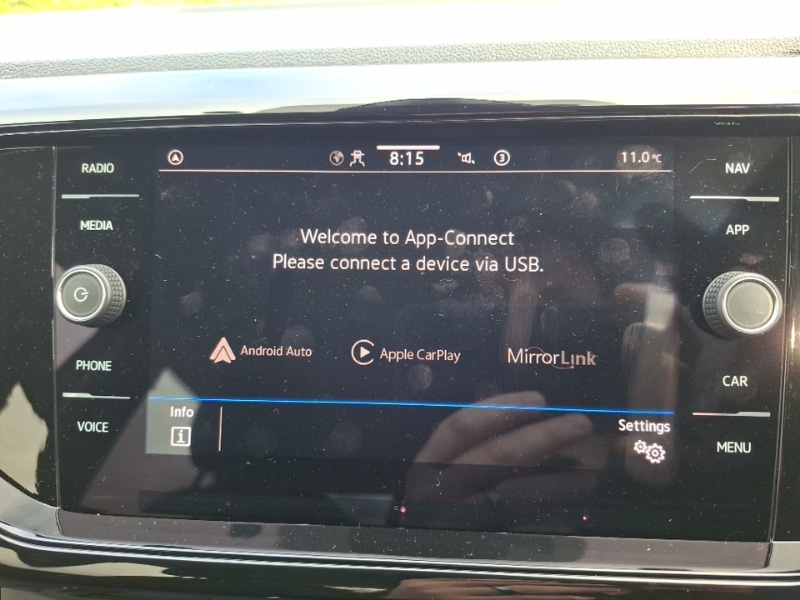 RADIO
8:15
3
11.0°C
NAV
MEDIA
APP
Welcome to App-Connect
Please connect a device via USB.
Android Auto
Apple CarPlay
MirrorLink
PHONE
CAR
Info
i
Settings
VOICE
MENU